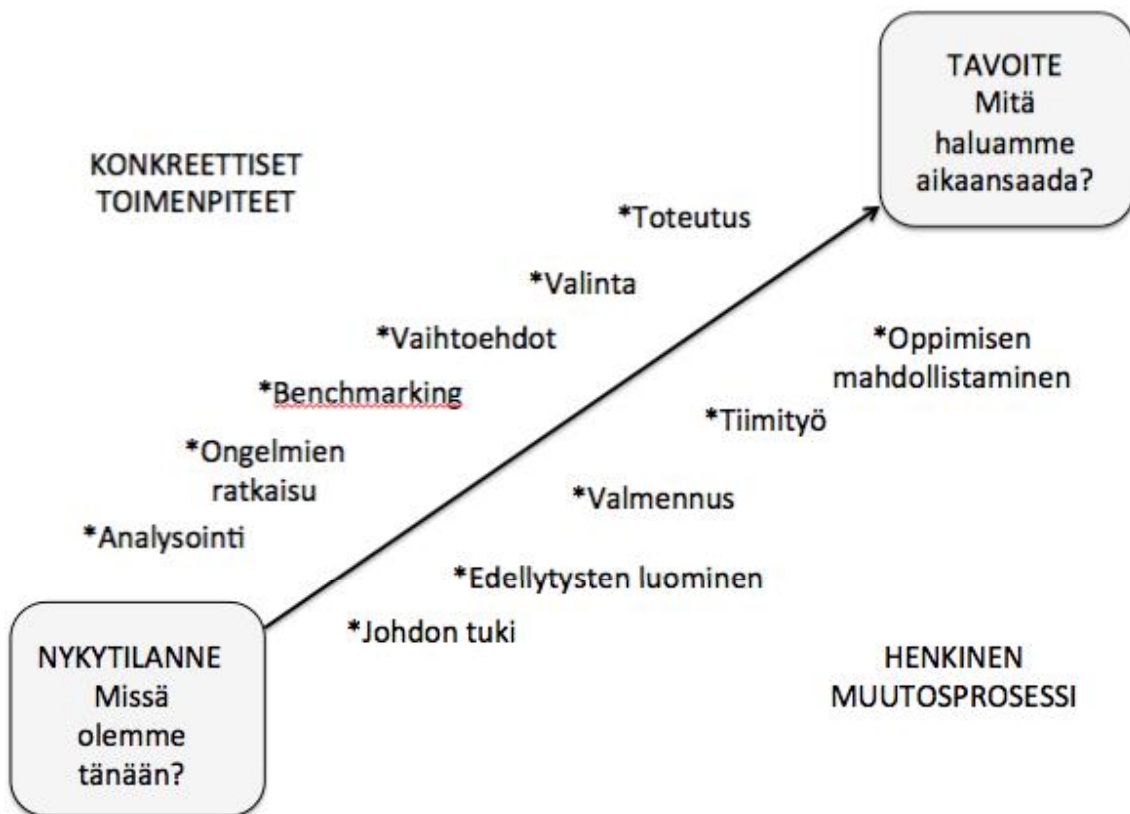 TAVOITE
Mitä
haluamme
aikaansaada?
KONKREETTISET
TOIMENPITEET
*Toteutus
*Valinta
*Vaihtoehdot
*Benchmarking
*Ongelmien
ratkaisu
*Analysointi
*Oppimisen
mahdollistaminen
*Tiimityö
*Valmennus
*Edellytysten luominen
*Johdon tuki
NYKYTILANNE
Missä
olemme
tänään?
HENKINEN
MUUTOSPROSESSI